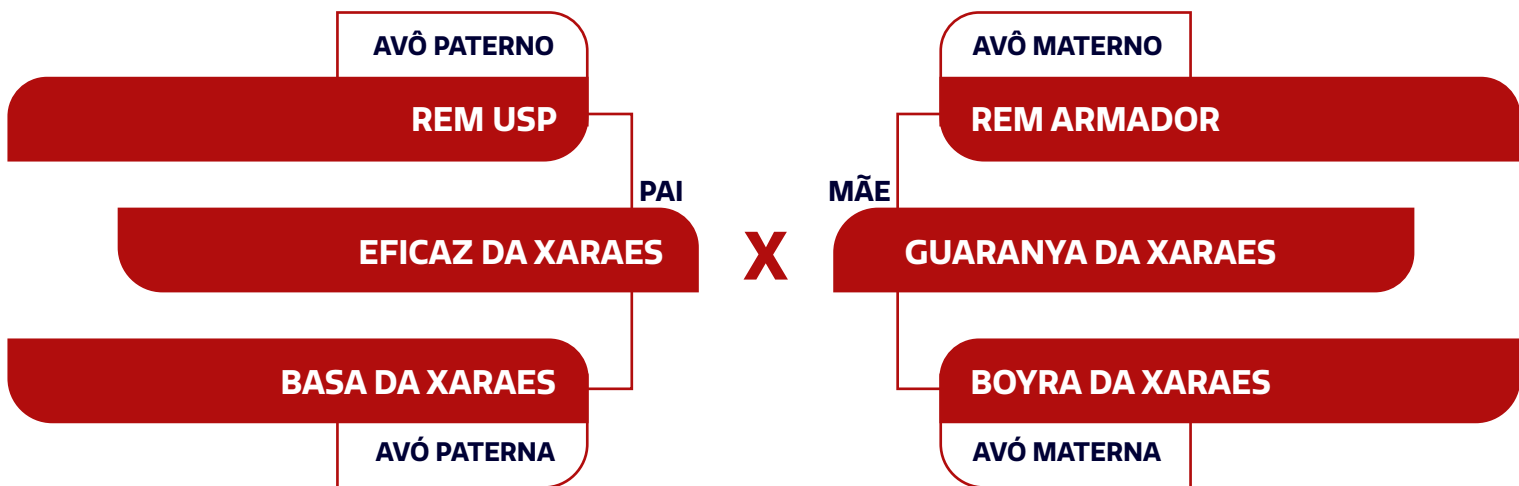 AVÔ PATERNO
REM USP
PAI
EFICAZ DA XARAES
BASA DA XARAES
AVÓ PATERNA
X
AVÔ MATERNO
REM ARMADOR
MÃE
GUARANYA DA XARAES
BOYRA DA XARAES
AVÓ MATERNA